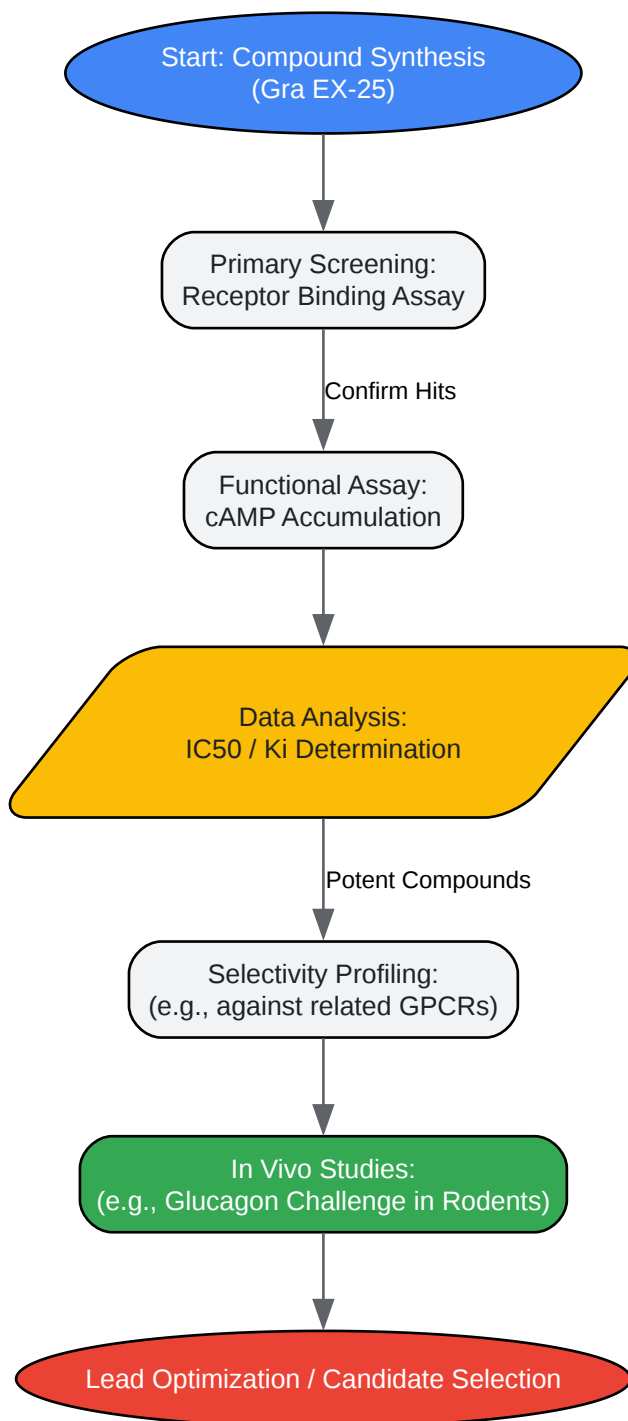 Start: Compound Synthesis
(Gra EX-25)
Primary Screening:
Receptor Binding Assay
Confirm Hits
Functional Assay:
cAMP Accumulation
Data Analysis:
IC50 / Ki Determination
Potent Compounds
Selectivity Profiling:
(e.g., against related GPCRs)
In Vivo Studies:
(e.g., Glucagon Challenge in Rodents)
Lead Optimization / Candidate Selection